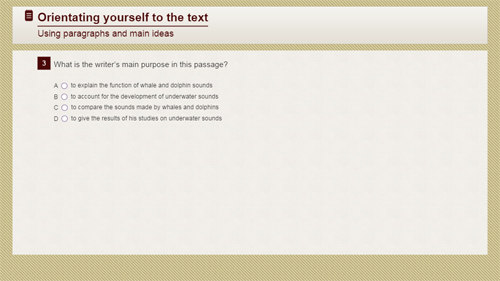 Orientating yourself to the text
Using paragraphs and main ideas
3 What is the writer's main purpose in this passage?
A to explain the function of whale and dolphin sounds
B to account for the development of underwater sounds
C to compare the sounds made by whales and dolphins
D to give the results of his studies on underwater sounds